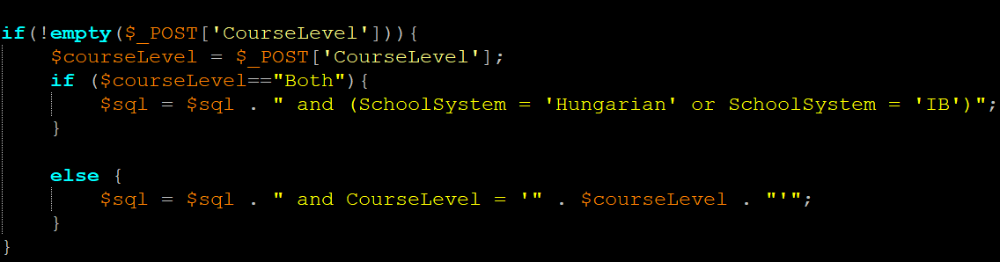 if(!empty($_POST['CourseLevel'])){
$courseLevel = $_POST['CourseLevel'];
if ($courseLevel=="Both"){
$sql = $sql . " and (SchoolSystem = 'Hungarian' or SchoolSystem = 'IB')";
}
else {
$sql = $sql . " and CourseLevel = '" . $courseLevel . "'";
}
}